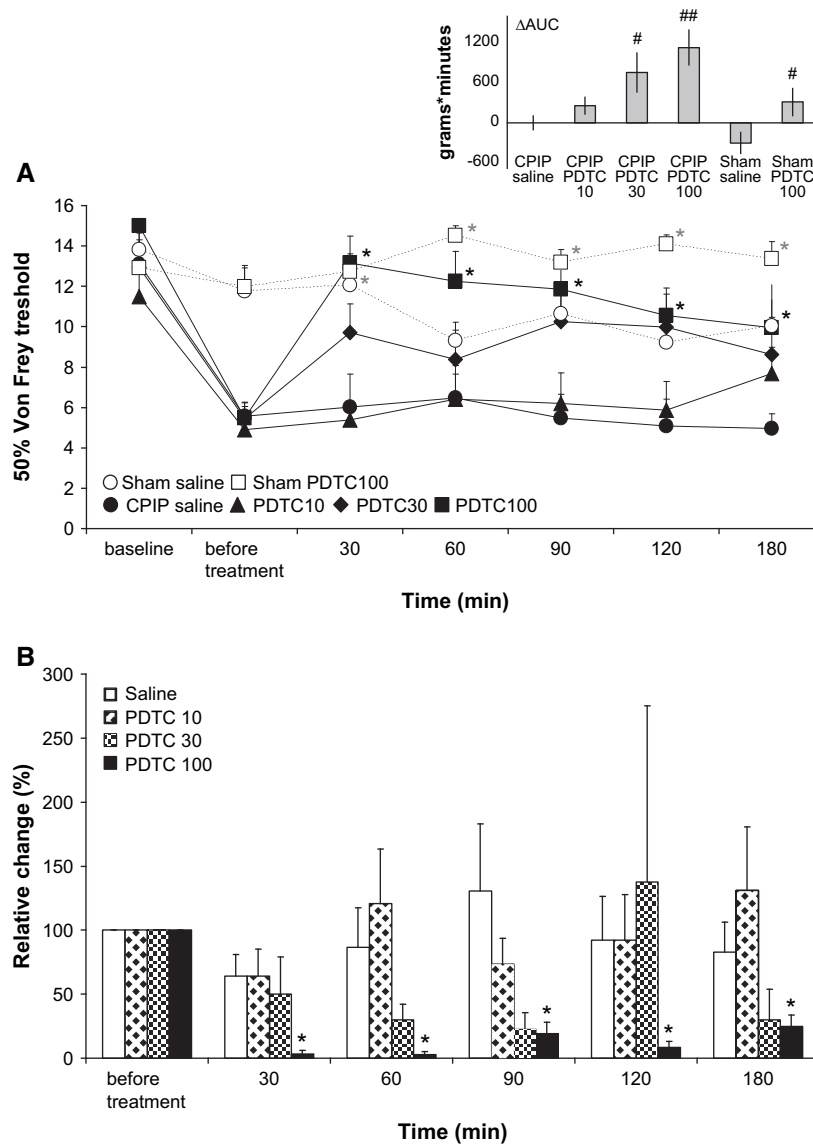 ΔAUC
# ## #
grams*minutes
1200
600
0
-600
CPIP saline
CPIP PDTC 10
CPIP PDTC 30
CPIP PDTC 100
Sham saline
Sham PDTC 100
A
50% Von Frey treshold
16
14
12
10
8
6
4
2
0
* * * * *
* * * * *
Sham saline Sham PDTC100
CPIP saline PDTC10 PDTC30 PDTC100
baseline before treatment 30 60 90 120 180
Time (min)
B
Relative change (%)
300
250
200
150
100
50
0
Saline
PDTC 10
PDTC 30
PDTC 100
* * * * *
before treatment 30 60 90 120 180
Time (min)